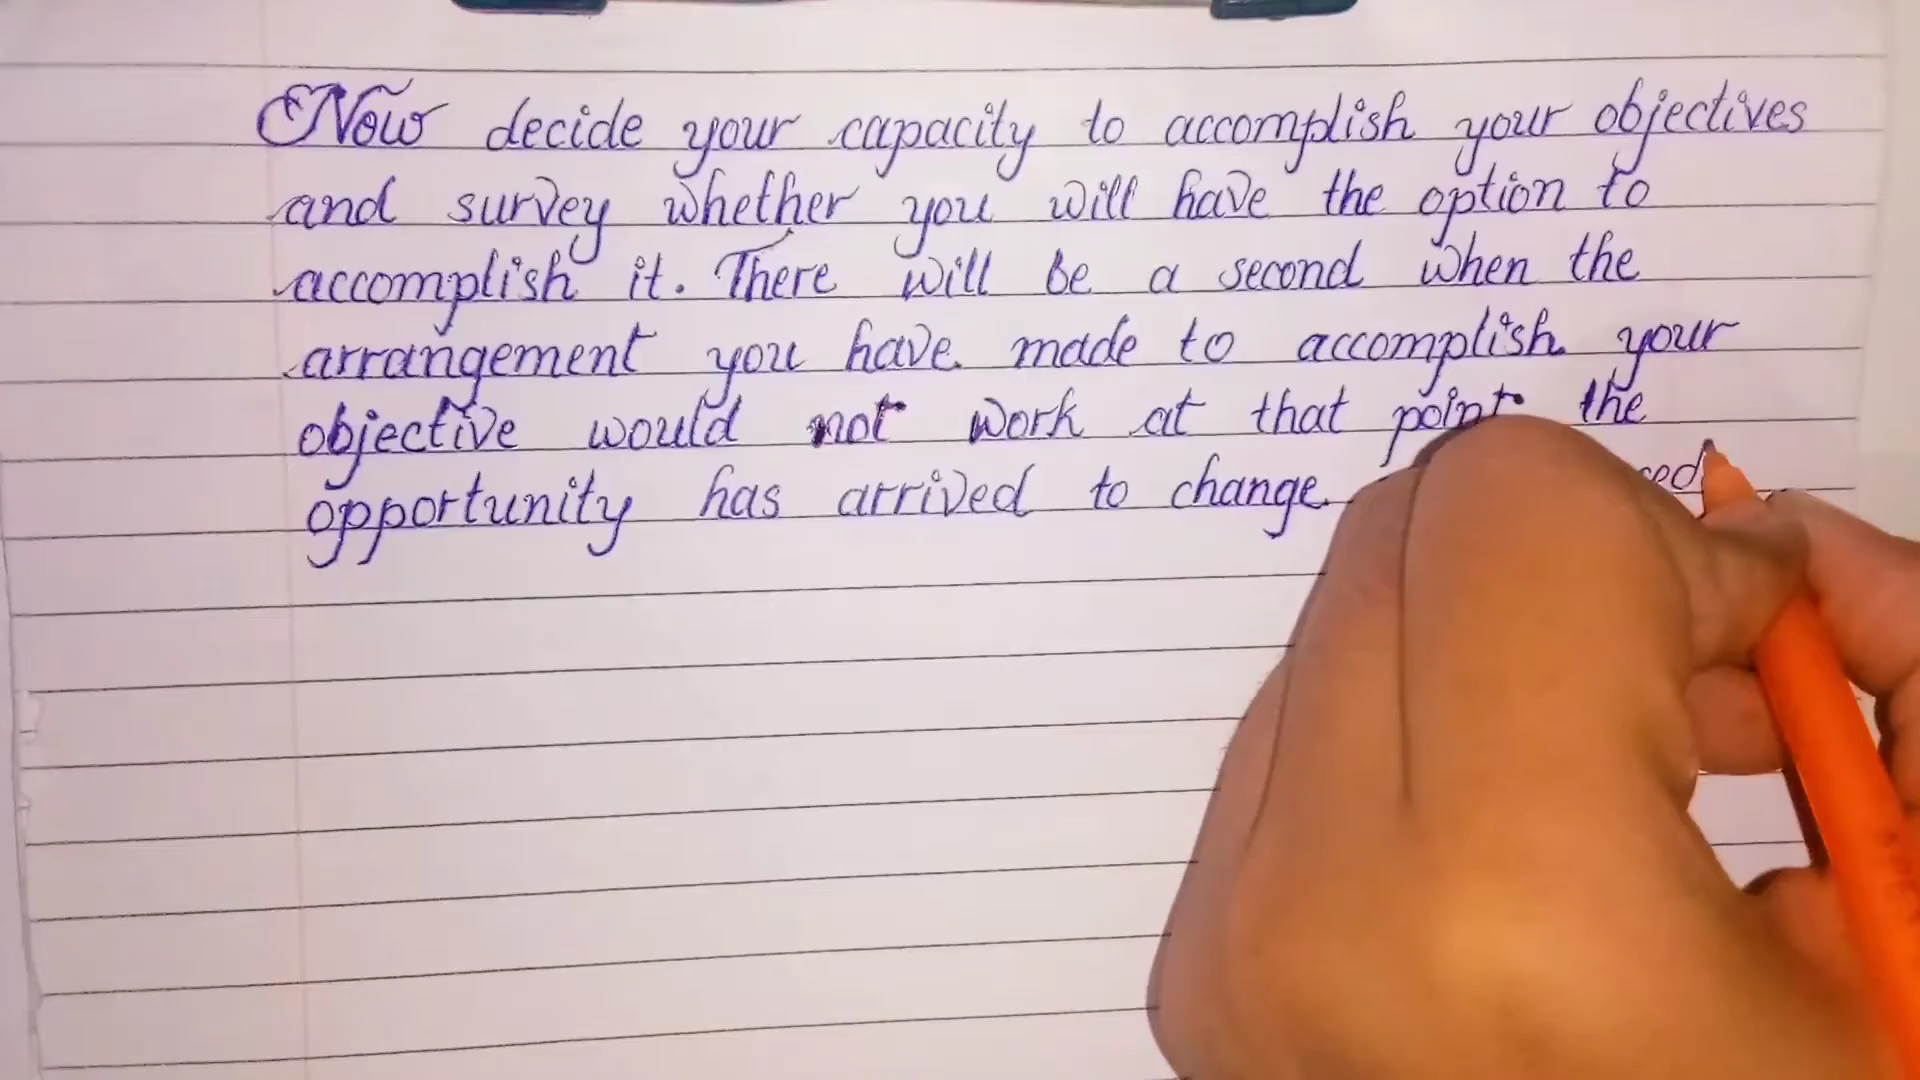 Now decide your capacity to accomplish your objectives
and survey whether you will have the option to
accomplish it. There will be a second when the
arrangement you have made to accomplish your
objective would not work at that point the
opportunity has arrived to change.